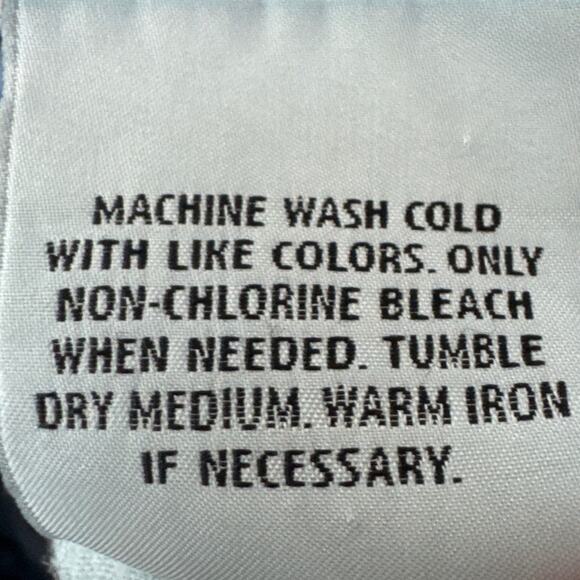 MACHINE WASH COLD
WITH LIKE COLORS. ONLY
NON-CHLORINE BLEACH
WHEN NEEDED. TUMBLE
DRY MEDIUM. WARM IRON
IF NECESSARY.